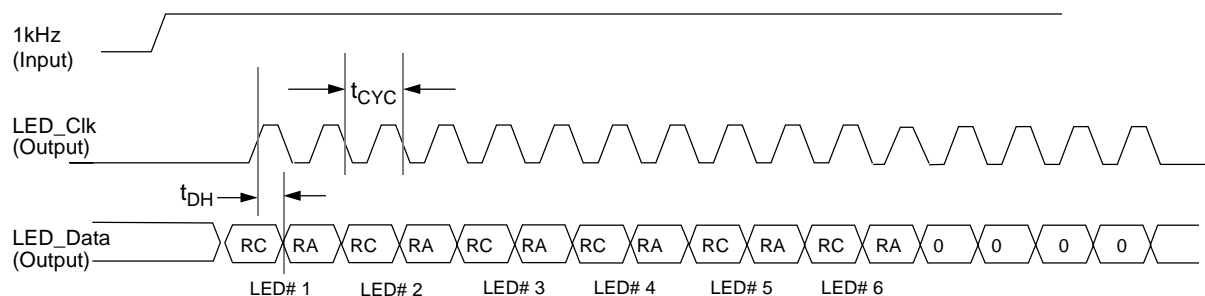 1kHz
(Input)
tCYC
LED_Clk
(Output)
tDH
LED_Data
(Output)
RC RA RC RA RC RA RC RA RC RA RC RA 0 0 0 0
LED# 1 LED# 2 LED# 3 LED# 4 LED# 5 LED# 6